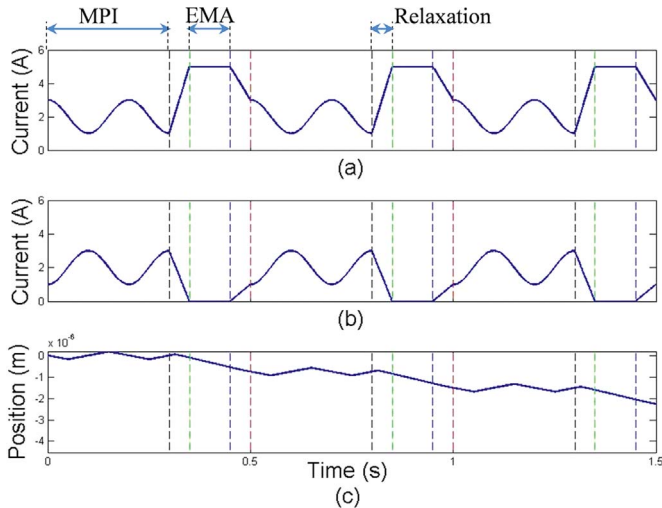 MPI EMA Relaxation
Current (A)
6
4
2
0
(a)
Current (A)
6
4
2
0
(b)
Position (m)
x 10⁻⁶
0
-1
-2
-3
-4
0 0.5 1 1.5
Time (s)
(c)